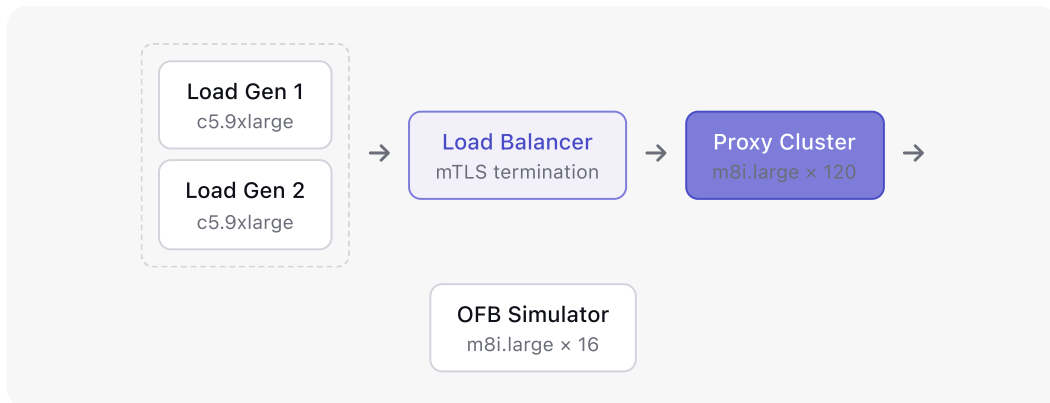 Load Gen 1
c5.9xlarge
Load Gen 2
c5.9xlarge
Load Balancer
mTLS termination
Proxy Cluster
m8i.large × 120
OFB Simulator
m8i.large × 16